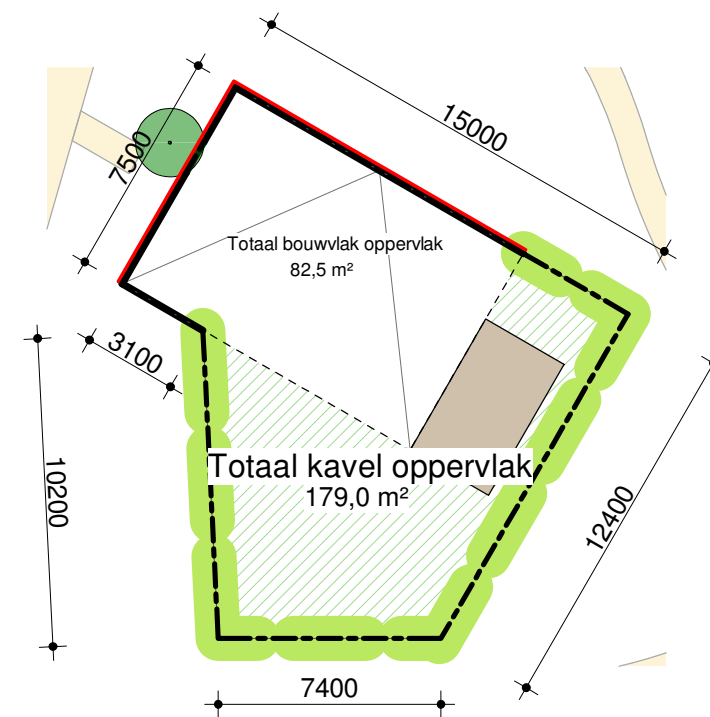 15000
7500
Totaal bouwvlak oppervlak
82,5 m²
3100
Totaal kavel oppervlak
179,0 m²
10200
12400
7400